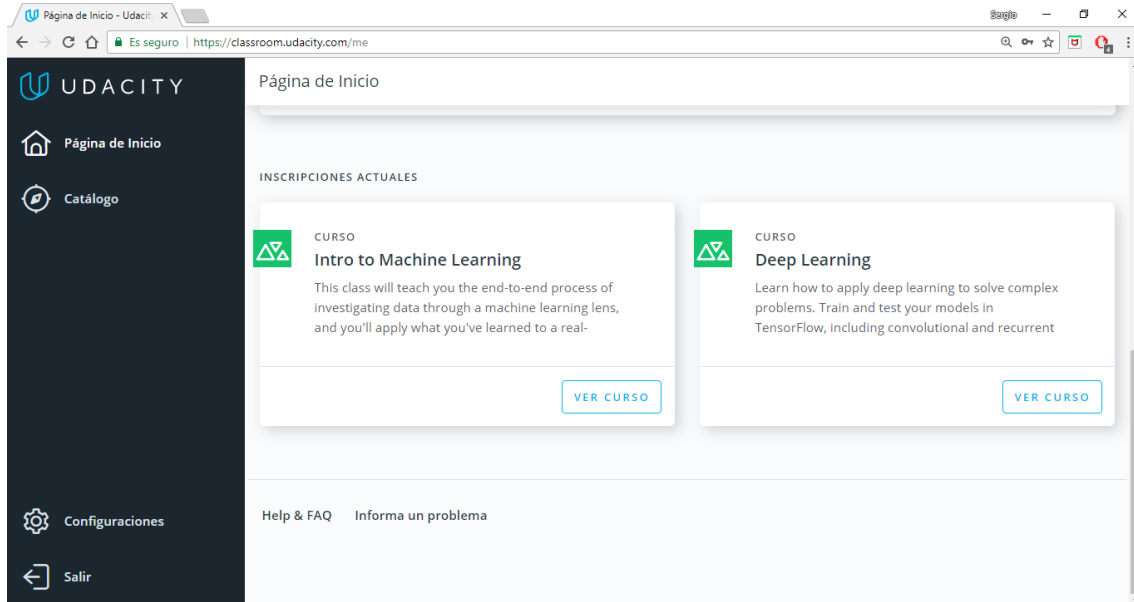 Página de Inicio - Udacit
Sergio
Es seguro
https://classroom.udacity.com/me
4
UDACITY
Página de Inicio
Página de Inicio
Catálogo
INSCRIPCIONES ACTUALES
CURSO
Intro to Machine Learning
This class will teach you the end-to-end process of
investigating data through a machine learning lens,
and you'll apply what you've learned to a real-
VER CURSO
CURSO
Deep Learning
Learn how to apply deep learning to solve complex
problems. Train and test your models in
TensorFlow, including convolutional and recurrent
VER CURSO
Configuraciones
Salir
Help & FAQ
Informa un problema